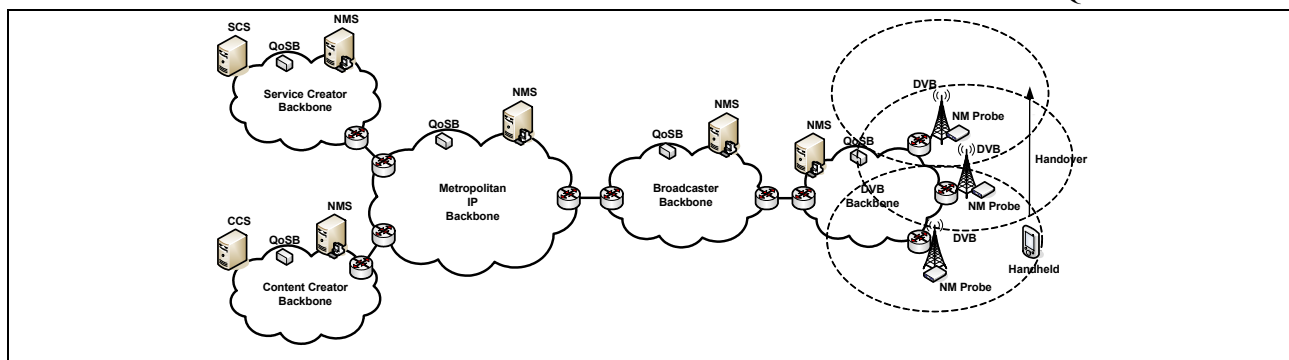 Q
SCS
NMS
QoSB
Service Creator
Backbone
NMS
QoSB
Metropolitan
IP
Backbone
CCS
NMS
QoSB
Content Creator
Backbone
NMS
QoSB
Broadcaster
Backbone
NMS
QoSB
DVB
Backbone
DVB
NM Probe
DVB
NM Probe
DVB
NM Probe
Handover
Handheld